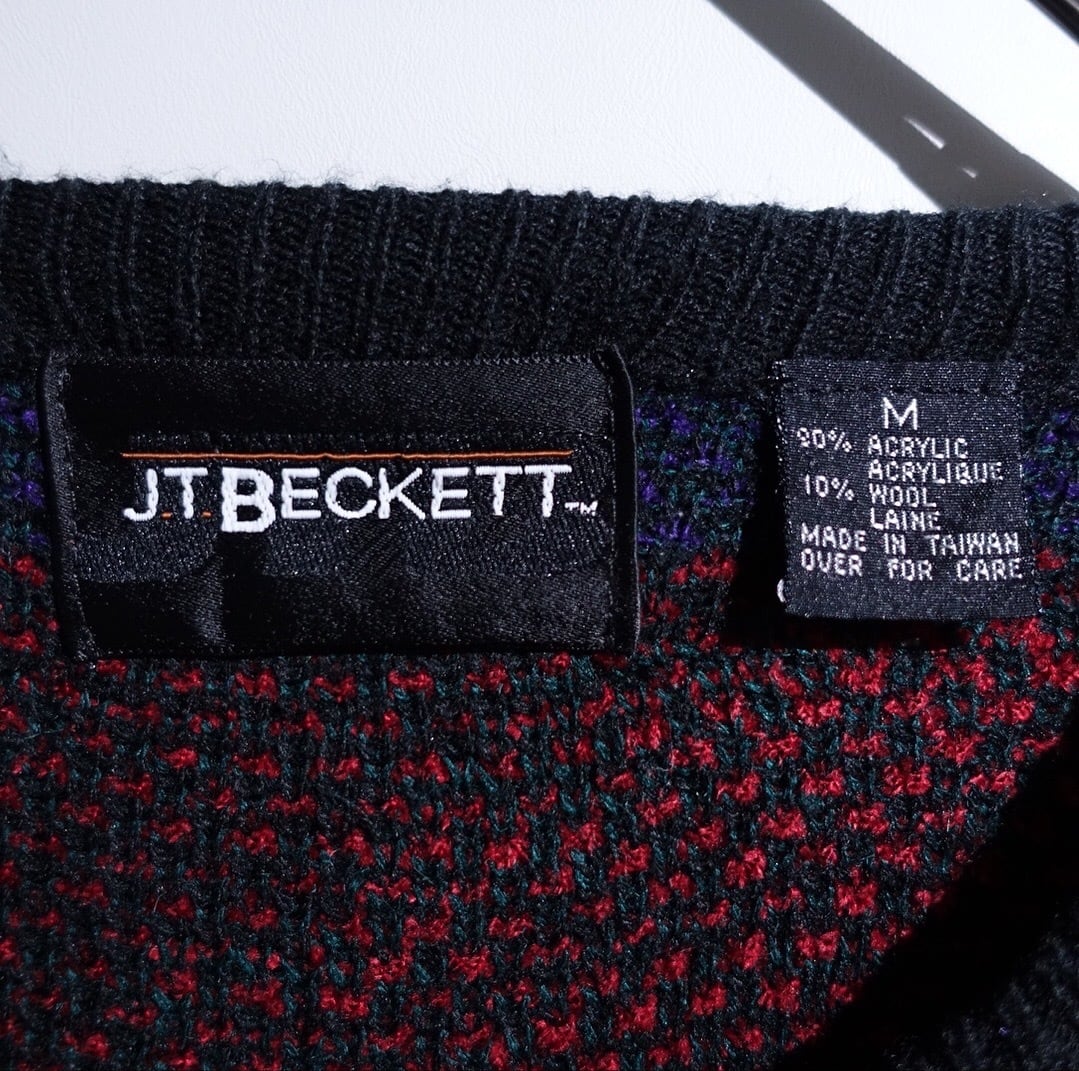 J.T. BECKETT™
M
90% ACRYLIC
ACRYLIQUE
10% WOOL
LAINE
MADE IN TAIWAN
OVER FOR CARE